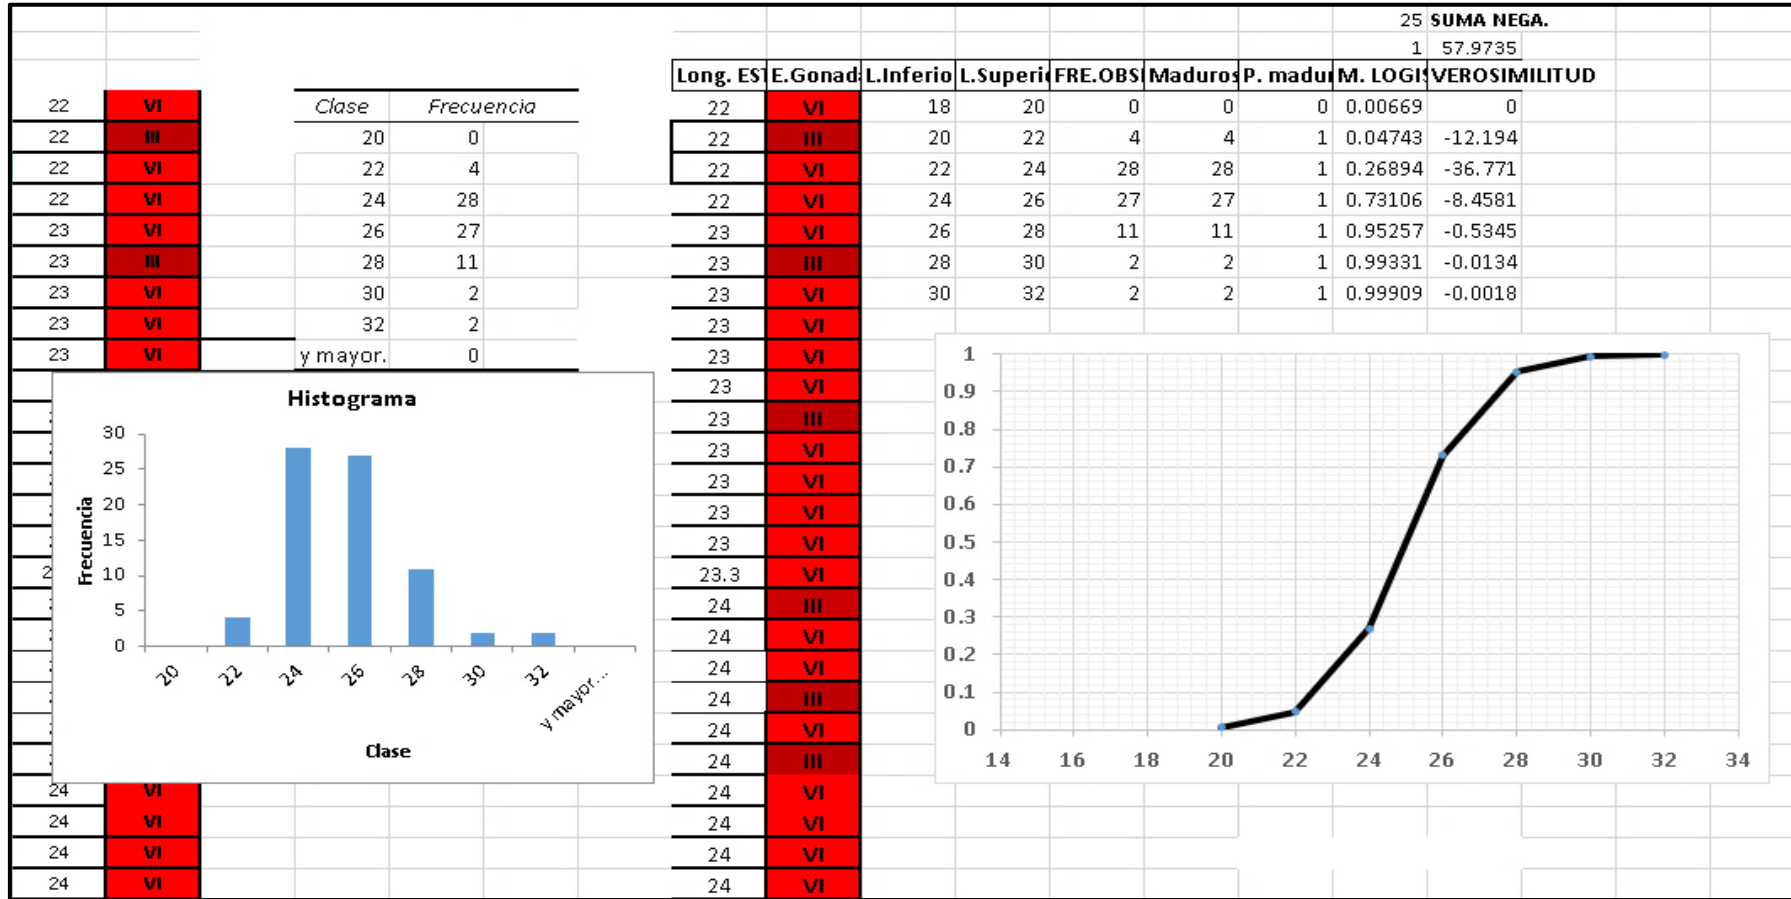 25 SUMA NEGA.
1 57.9735
Long. EST E.Gonad L.Inferio L.Superio FRE.OBS Maduros P. madur M. LOGIS VEROSIMILITUD
22 VI Clase Frecuencia 22 VI 18 20 0 0 0 0.00669 0
22 III 20 0 22 III 20 22 4 4 1 0.04743 -12.194
22 VI 22 4 22 VI 22 24 28 28 1 0.26894 -36.771
22 VI 24 28 22 VI 24 26 27 27 1 0.73106 -8.4581
23 VI 26 27 23 VI 26 28 11 11 1 0.95257 -0.5345
23 III 28 11 23 III 28 30 2 2 1 0.99331 -0.0134
23 VI 30 2 23 VI 30 32 2 2 1 0.99909 -0.0018
23 VI 32 2 23 VI
23 VI y mayor. 0 23 VI
23 VI
23 III
23 VI
23 VI
23 VI
23 VI
23.3 VI
24 III
24 VI
24 VI
24 III
24 VI
24 III
24 VI 24 VI
24 VI 24 VI
24 VI 24 VI
24 VI 24 VI
Histograma
Frecuencia
30
25
20
15
10
5
0
20 22 24 26 28 30 32 y mayor...
Clase
1
0.9
0.8
0.7
0.6
0.5
0.4
0.3
0.2
0.1
0
14 16 18 20 22 24 26 28 30 32 34